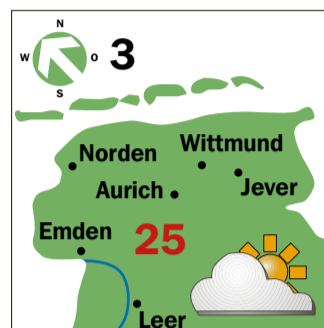 N
W O 3
S
Wittmund
Norden
Jever
Aurich
Emden
25
Leer